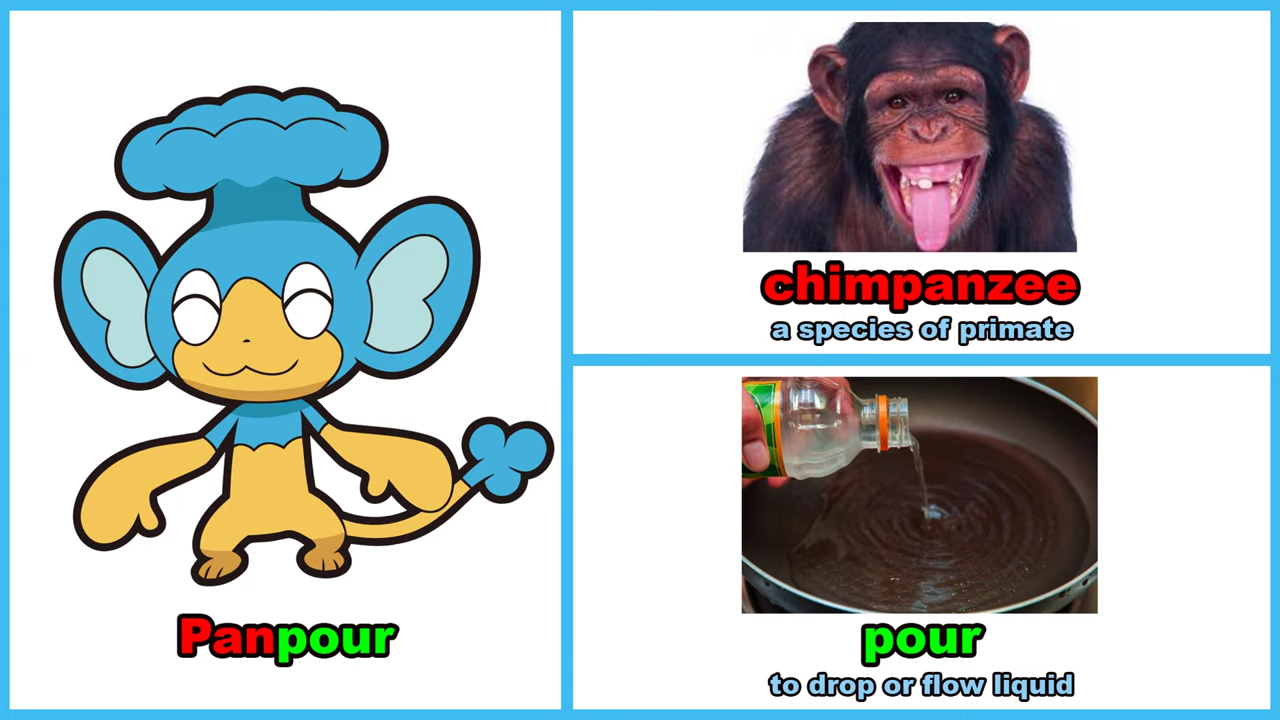 Panpour
chimpanzee
a species of primate
pour
to drop or flow liquid